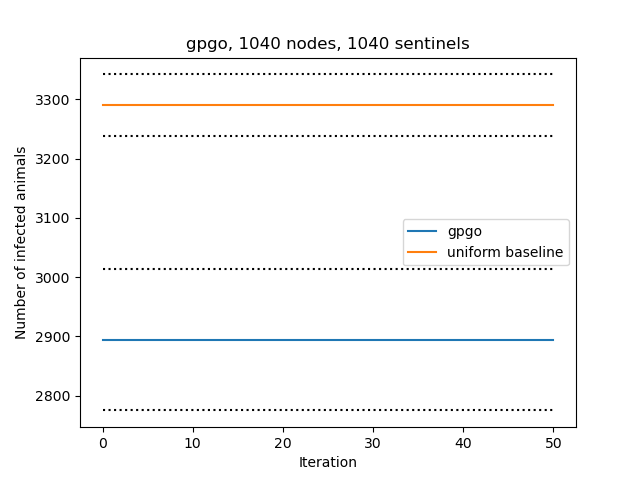 gpgo, 1040 nodes, 1040 sentinels
3300
3200
3100
3000
2900
2800
Number of infected animals
gpgo
uniform baseline
0 10 20 30 40 50
Iteration